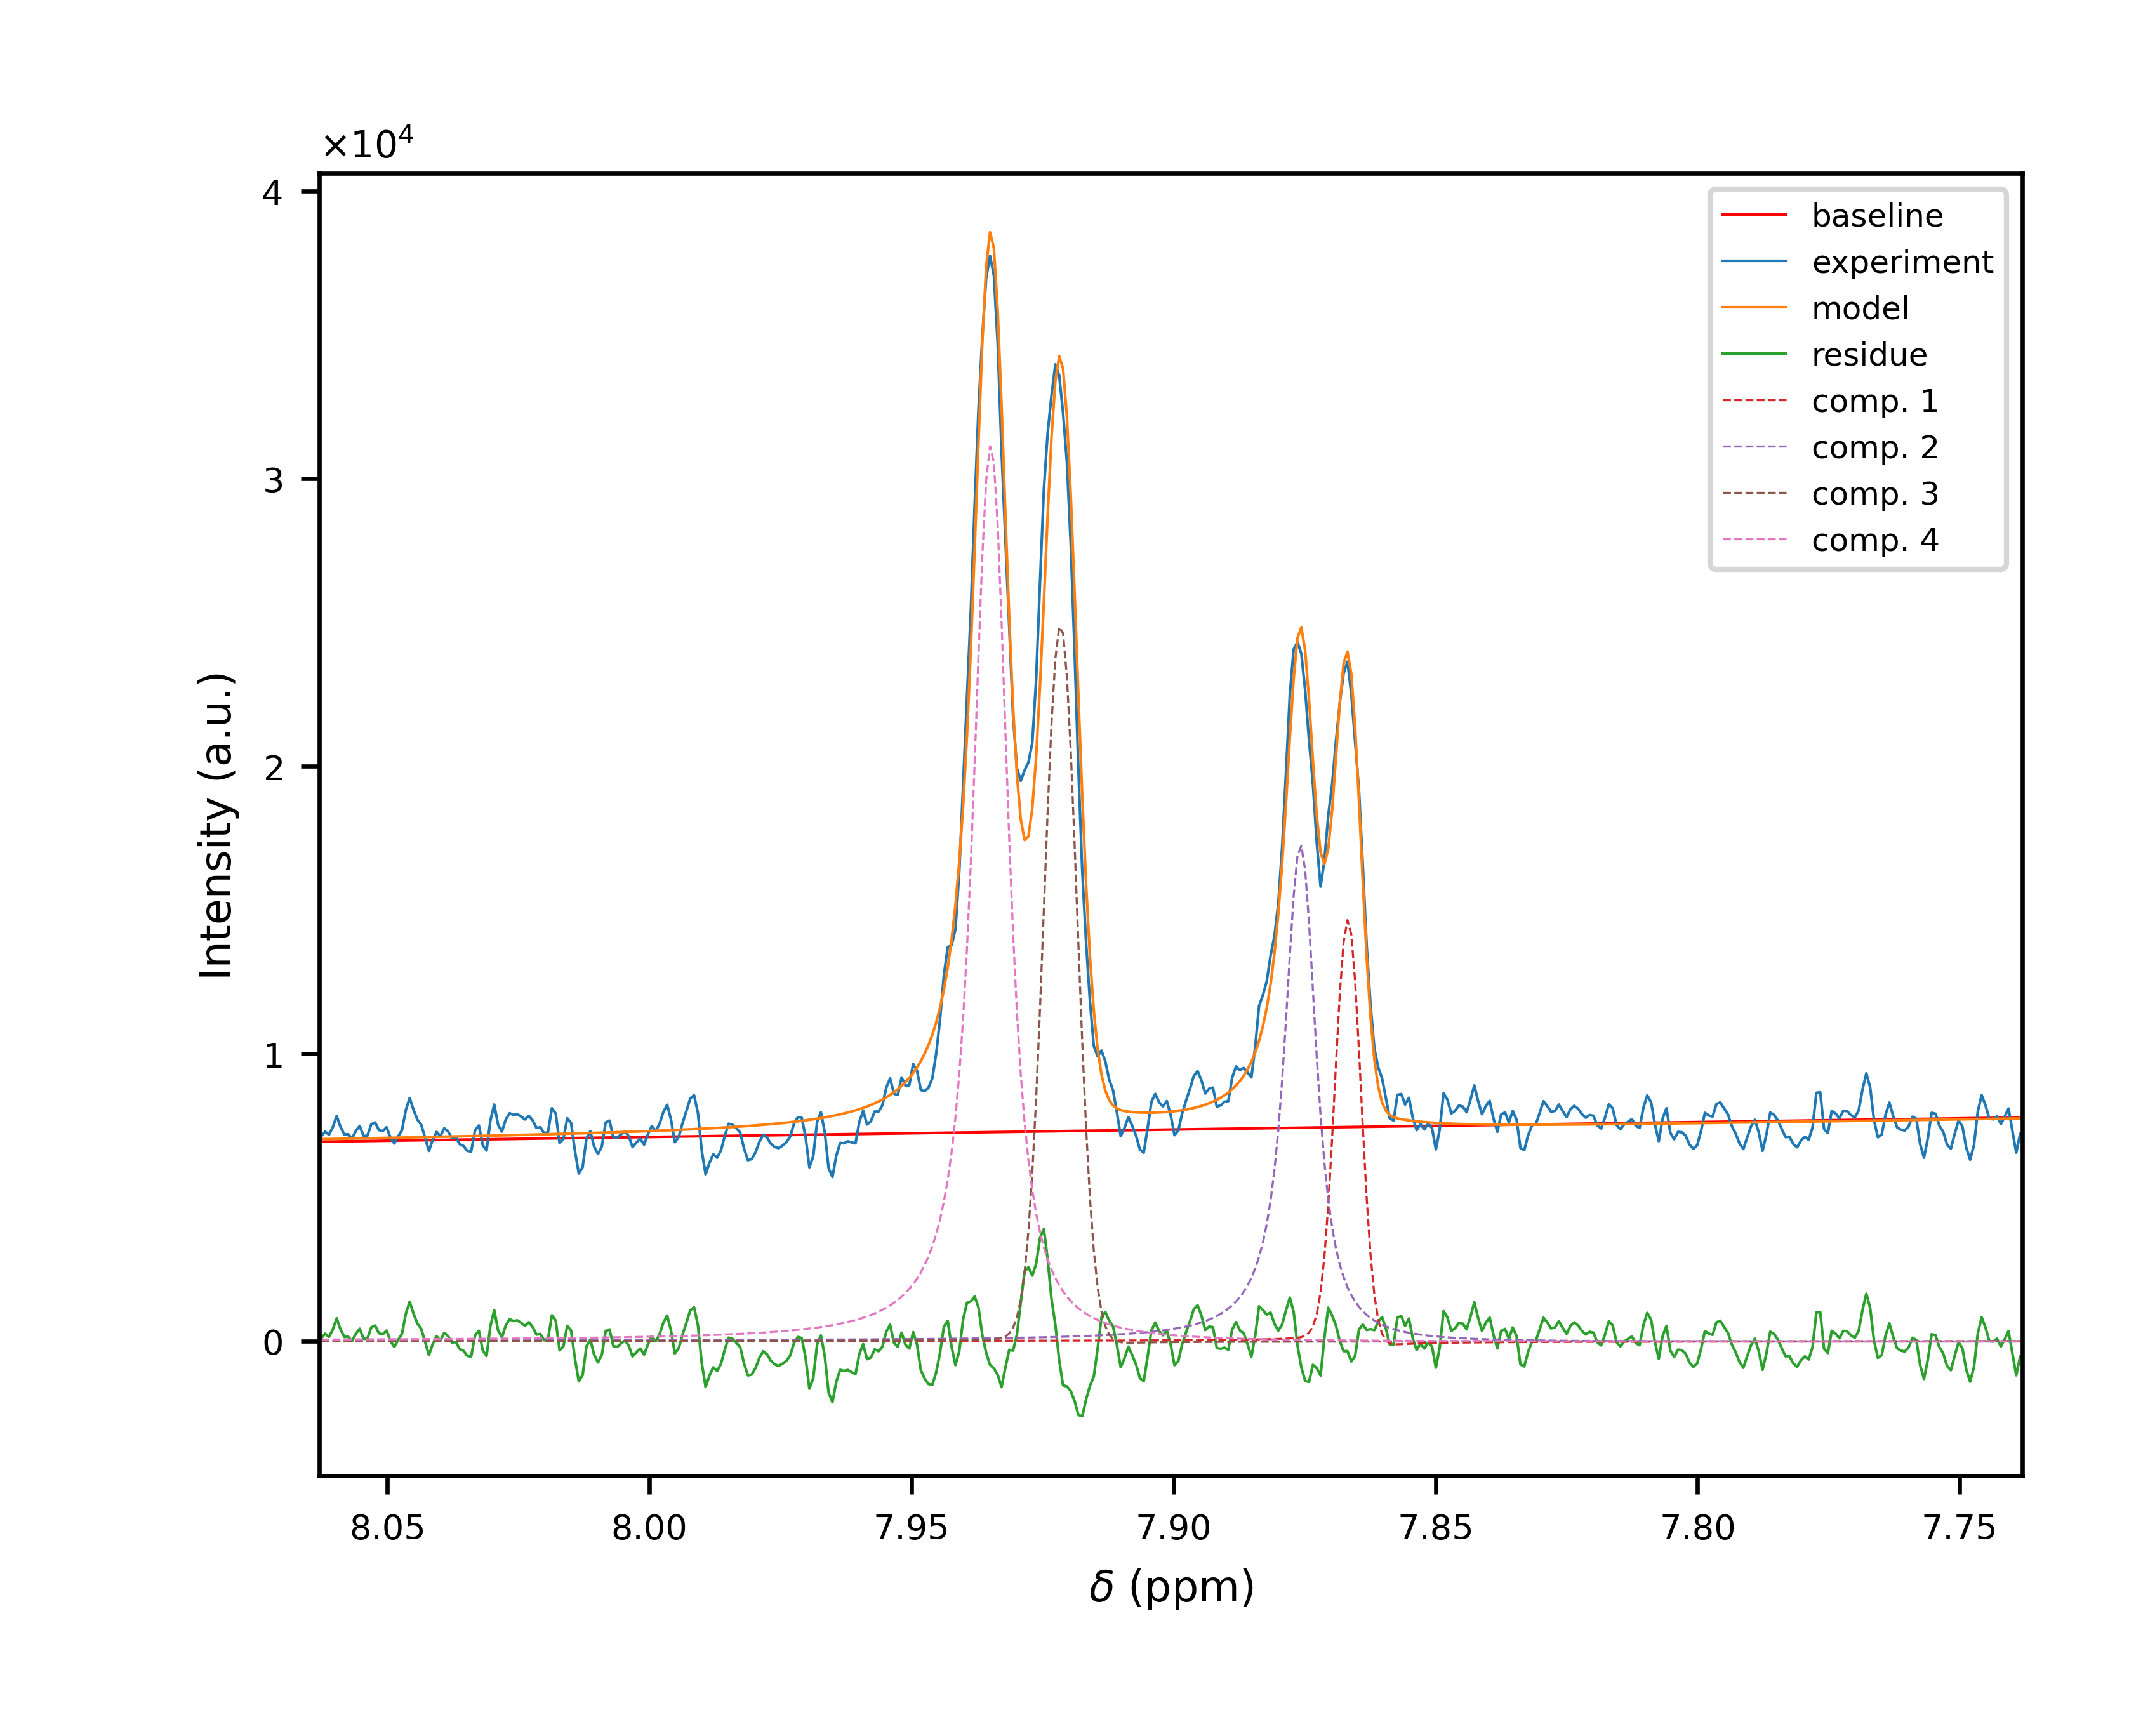 ×10⁴
4
3
2
1
0
Intensity (a.u.)
baseline
experiment
model
residue
comp. 1
comp. 2
comp. 3
comp. 4
8.05 8.00 7.95 7.90 7.85 7.80 7.75
δ (ppm)